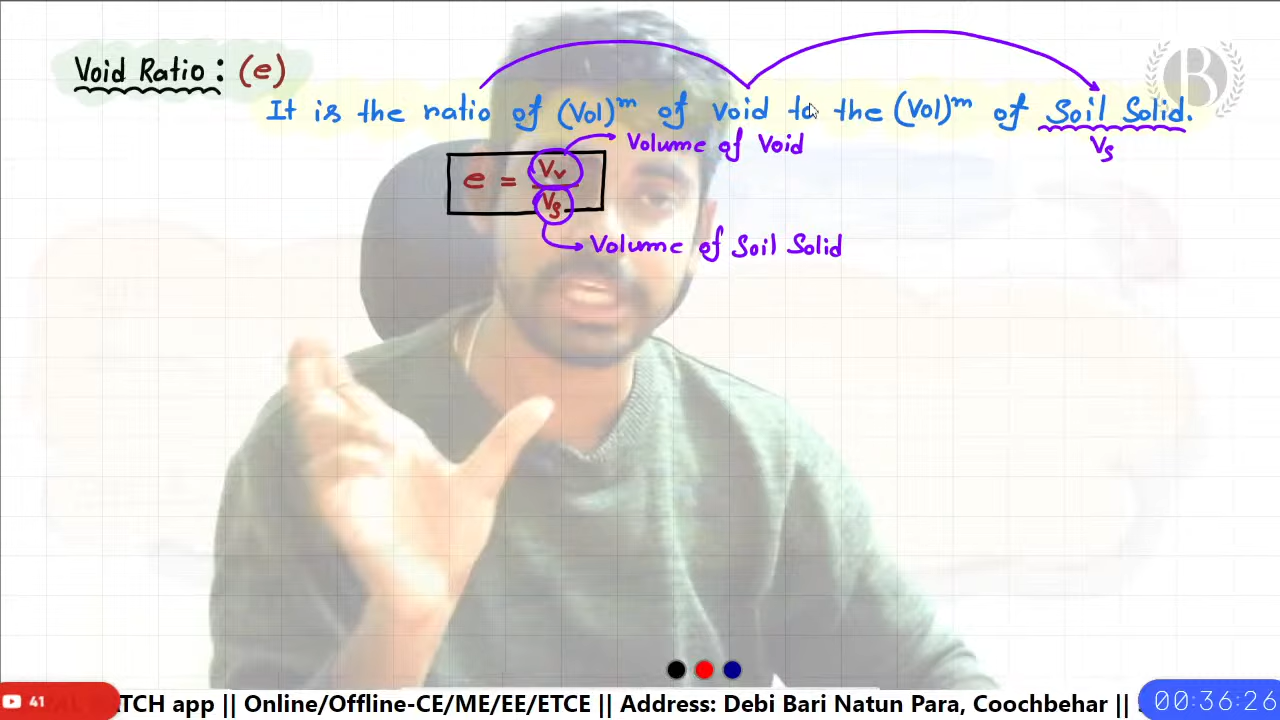 Void Ratio : (e)
It is the ratio of (Vol)ᵐ of void to the (Vol)ᵐ of Soil Solid.
Vs
Volume of Void
e = Vv / Vs
Volume of Soil Solid
B
41
TCH app || Online/Offline-CE/ME/EE/ETCE || Address: Debi Bari Natun Para, Coochbehar ||
00:36:26